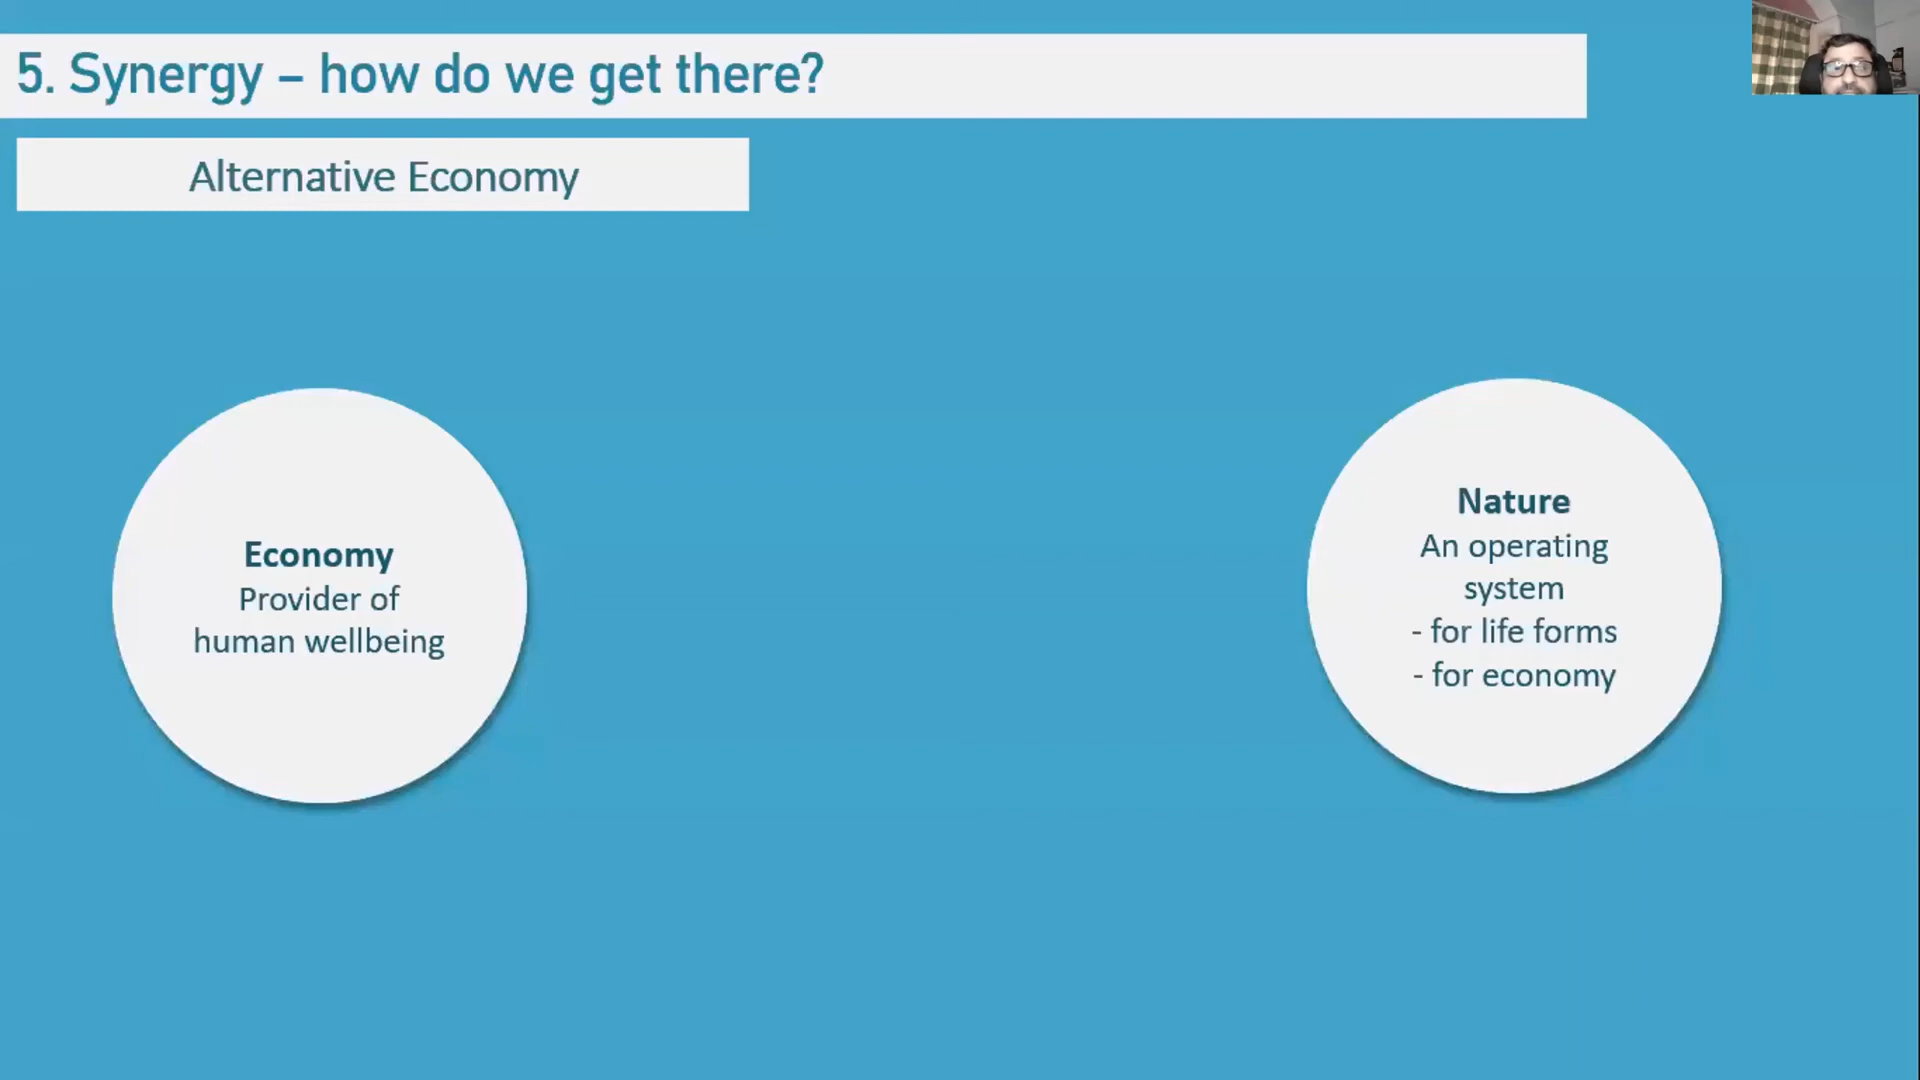 5. Synergy – how do we get there?
Alternative Economy
Economy
Provider of
human wellbeing
Nature
An operating
system
- for life forms
- for economy